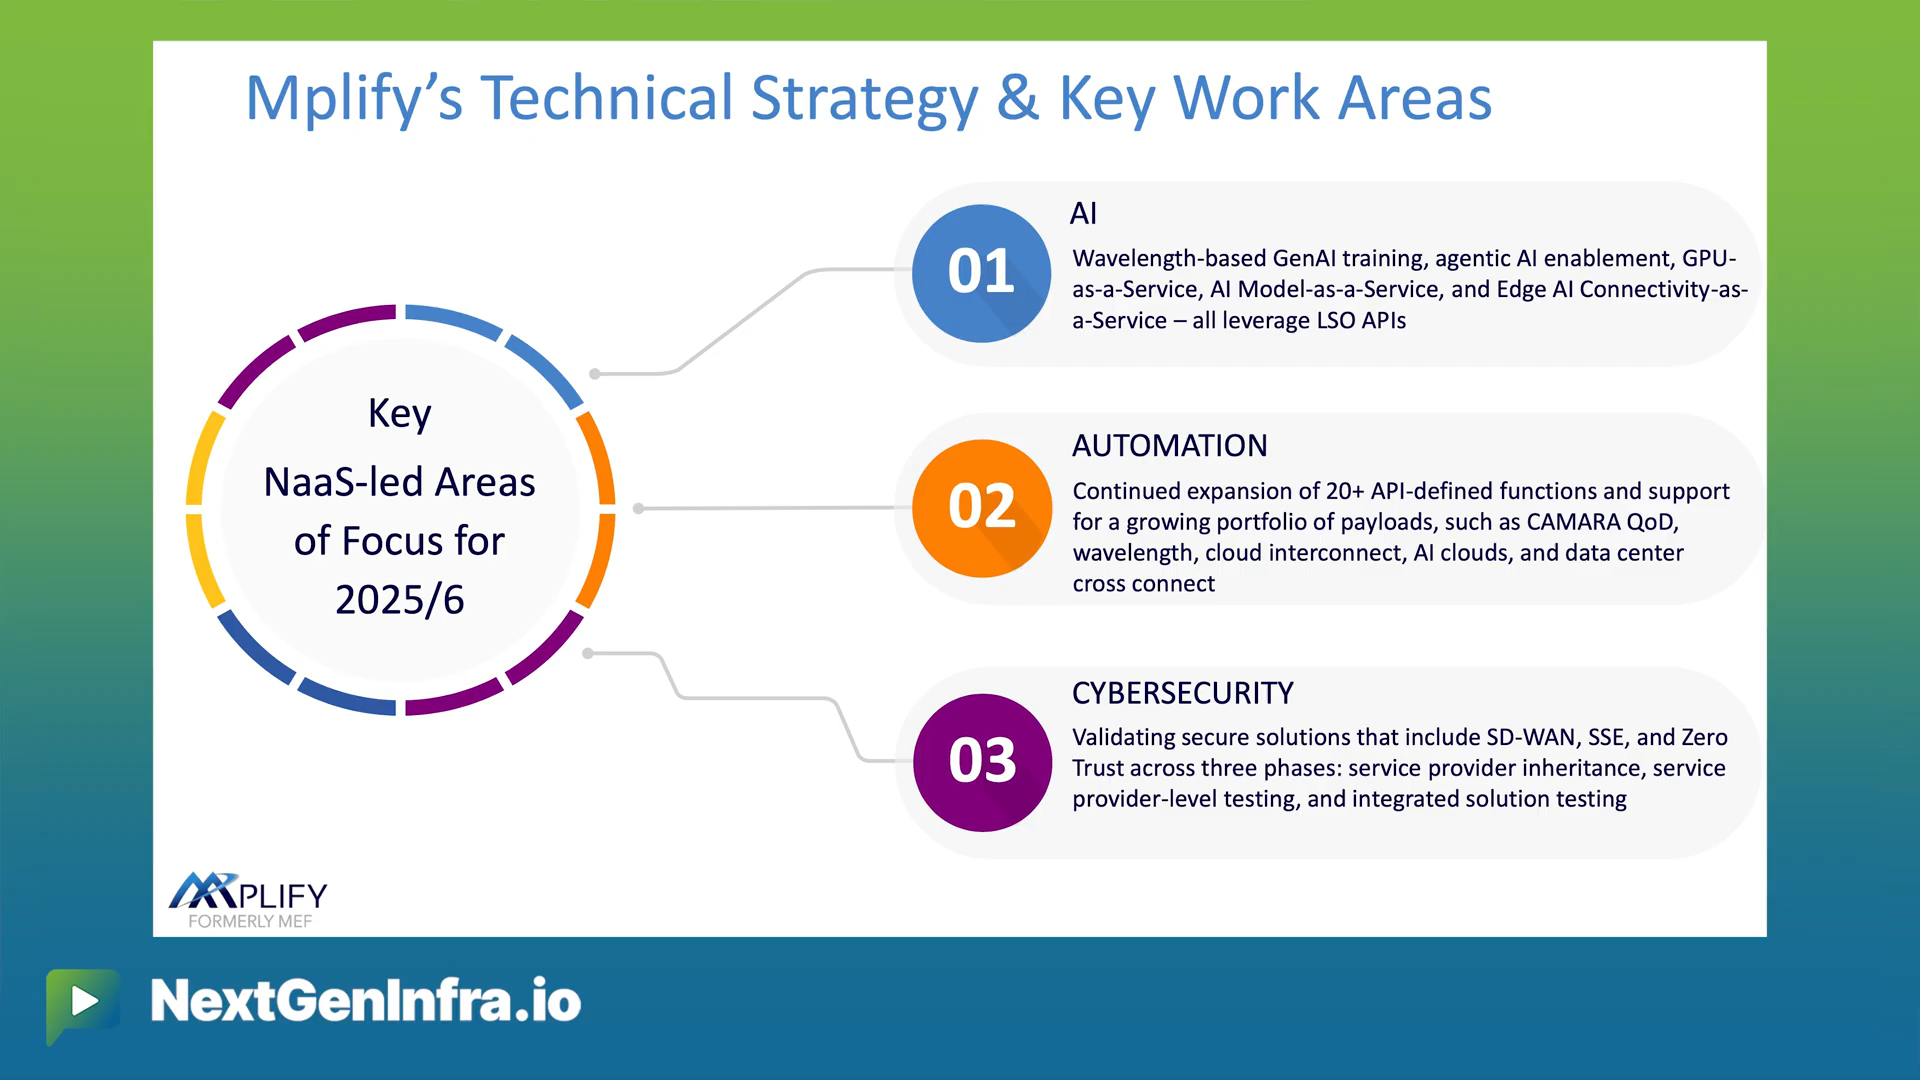 Mplify's Technical Strategy & Key Work Areas
Key
NaaS-led Areas
of Focus for
2025/6
01
AI
Wavelength-based GenAI training, agentic AI enablement, GPU-
as-a-Service, AI Model-as-a-Service, and Edge AI Connectivity-as-
a-Service – all leverage LSO APIs
02
AUTOMATION
Continued expansion of 20+ API-defined functions and support
for a growing portfolio of payloads, such as CAMARA QoD,
wavelength, cloud interconnect, AI clouds, and data center
cross connect
03
CYBERSECURITY
Validating secure solutions that include SD-WAN, SSE, and Zero
Trust across three phases: service provider inheritance, service
provider-level testing, and integrated solution testing
MPLIFY
FORMERLY MEF
NextGenInfra.io